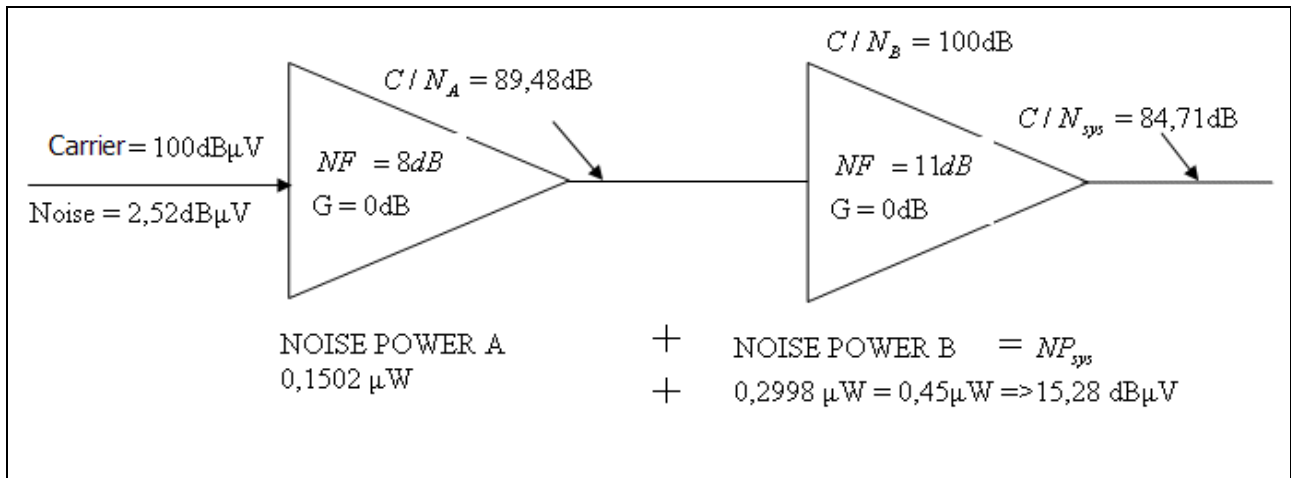 C / N_B = 100dB
C / N_A = 89,48dB
C / N_sys = 84,71dB
Carrier = 100dBμV
NF = 8dB
NF = 11dB
Noise = 2,52dBμV
G = 0dB
G = 0dB
NOISE POWER A + NOISE POWER B = NP_sys
0,1502 μW + 0,2998 μW = 0,45μW =>15,28 dBμV